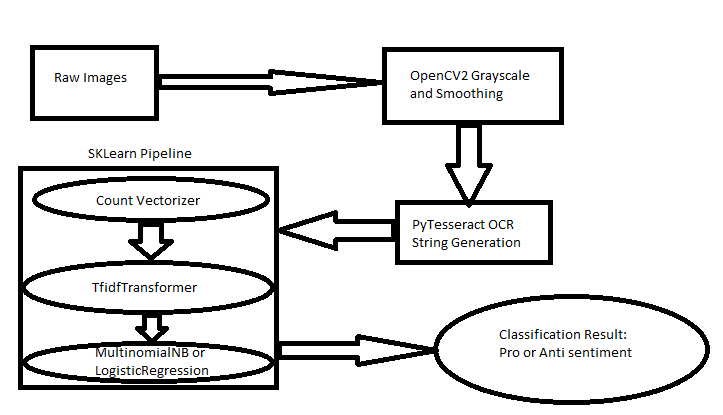 Raw Images
OpenCV2 Grayscale
and Smoothing
PyTesseract OCR
String Generation
SKLearn Pipeline
Count Vectorizer
TfidfTransformer
MultinomialNB or
LogisticRegression
Classification Result:
Pro or Anti sentiment